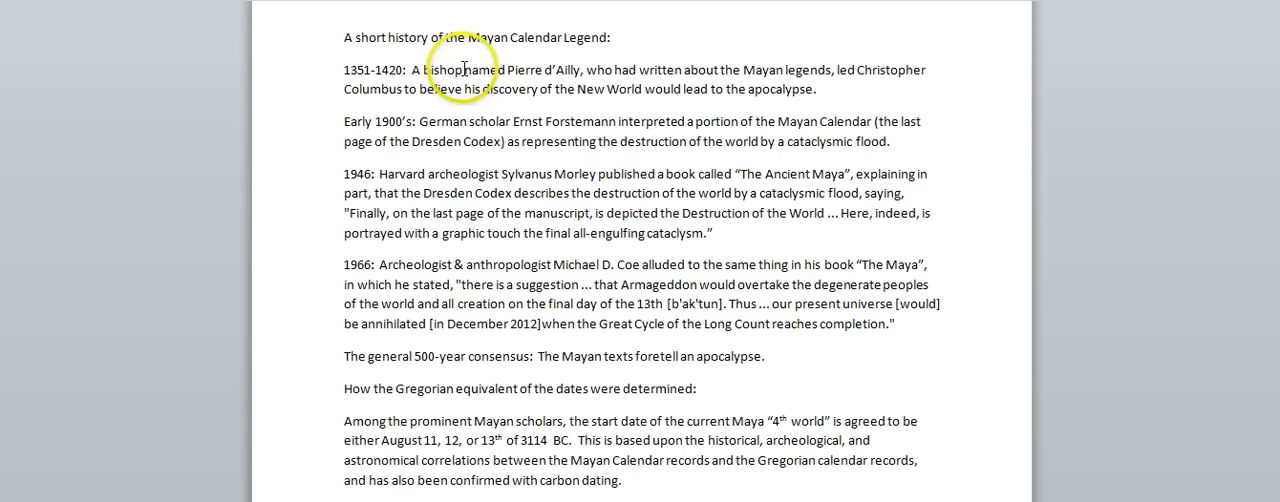 A short history of the Mayan Calendar Legend:
1351-1420: A bishop named Pierre d’Ailly, who had written about the Mayan legends, led Christopher
Columbus to believe his discovery of the New World would lead to the apocalypse.
Early 1900’s: German scholar Ernst Forstemann interpreted a portion of the Mayan Calendar (the last
page of the Dresden Codex) as representing the destruction of the world by a cataclysmic flood.
1946: Harvard archeologist Sylvanus Morley published a book called “The Ancient Maya”, explaining in
part, that the Dresden Codex describes the destruction of the world by a cataclysmic flood, saying,
"Finally, on the last page of the manuscript, is depicted the Destruction of the World ... Here, indeed, is
portrayed with a graphic touch the final all-engulfing cataclysm.”
1966: Archeologist & anthropologist Michael D. Coe alluded to the same thing in his book “The Maya”,
in which he stated, "there is a suggestion ... that Armageddon would overtake the degenerate peoples
of the world and all creation on the final day of the 13th [b'ak'tun]. Thus ... our present universe [would]
be annihilated [in December 2012]when the Great Cycle of the Long Count reaches completion."
The general 500-year consensus: The Mayan texts foretell an apocalypse.
How the Gregorian equivalent of the dates were determined:
Among the prominent Mayan scholars, the start date of the current Maya “4th world” is agreed to be
either August 11, 12, or 13th of 3114 BC. This is based upon the historical, archeological, and
astronomical correlations between the Mayan Calendar records and the Gregorian calendar records,
and has also been confirmed with carbon dating.